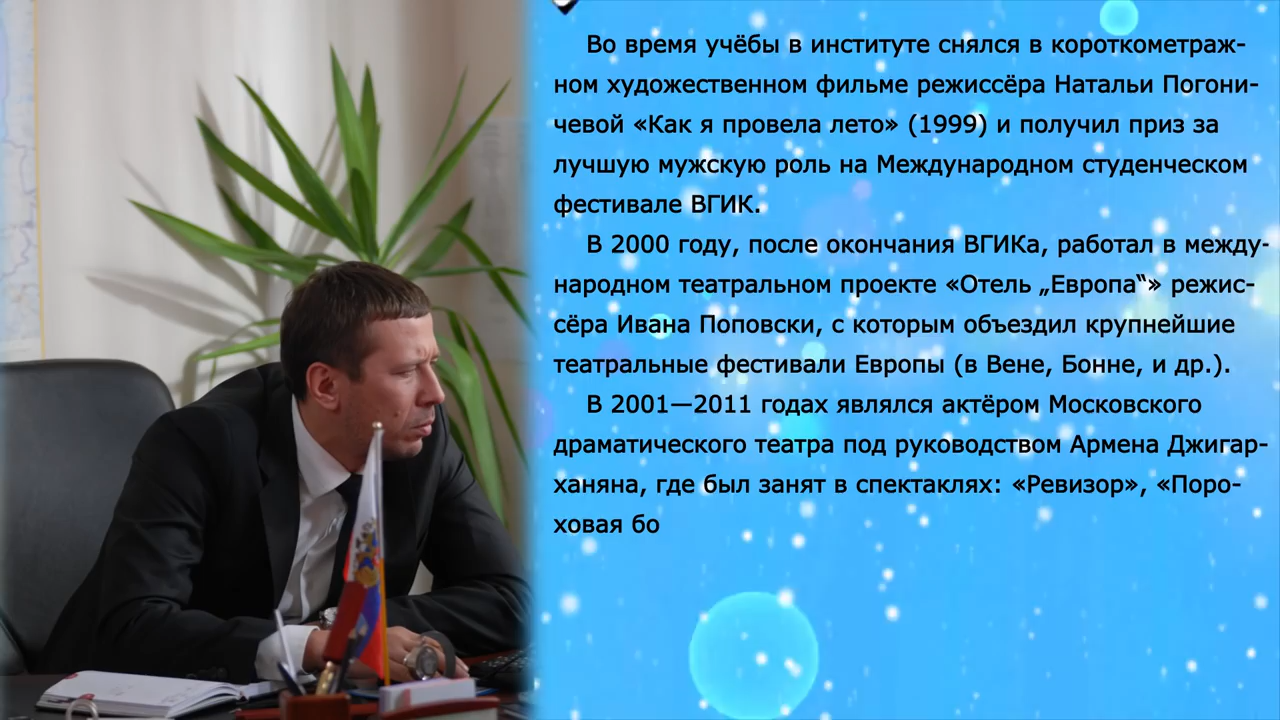 Во время учёбы в институте снялся в короткометраж-
ном художественном фильме режиссёра Натальи Погони-
чевой «Как я провела лето» (1999) и получил приз за
лучшую мужскую роль на Международном студенческом
фестивале ВГИК.
В 2000 году, после окончания ВГИКа, работал в между-
народном театральном проекте «Отель „Европа‟» режис-
сёра Ивана Поповски, с которым объездил крупнейшие
театральные фестивали Европы (в Вене, Бонне, и др.).
В 2001—2011 годах являлся актёром Московского
драматического театра под руководством Армена Джигар-
ханяна, где был занят в спектаклях: «Ревизор», «Поро-
ховая бо